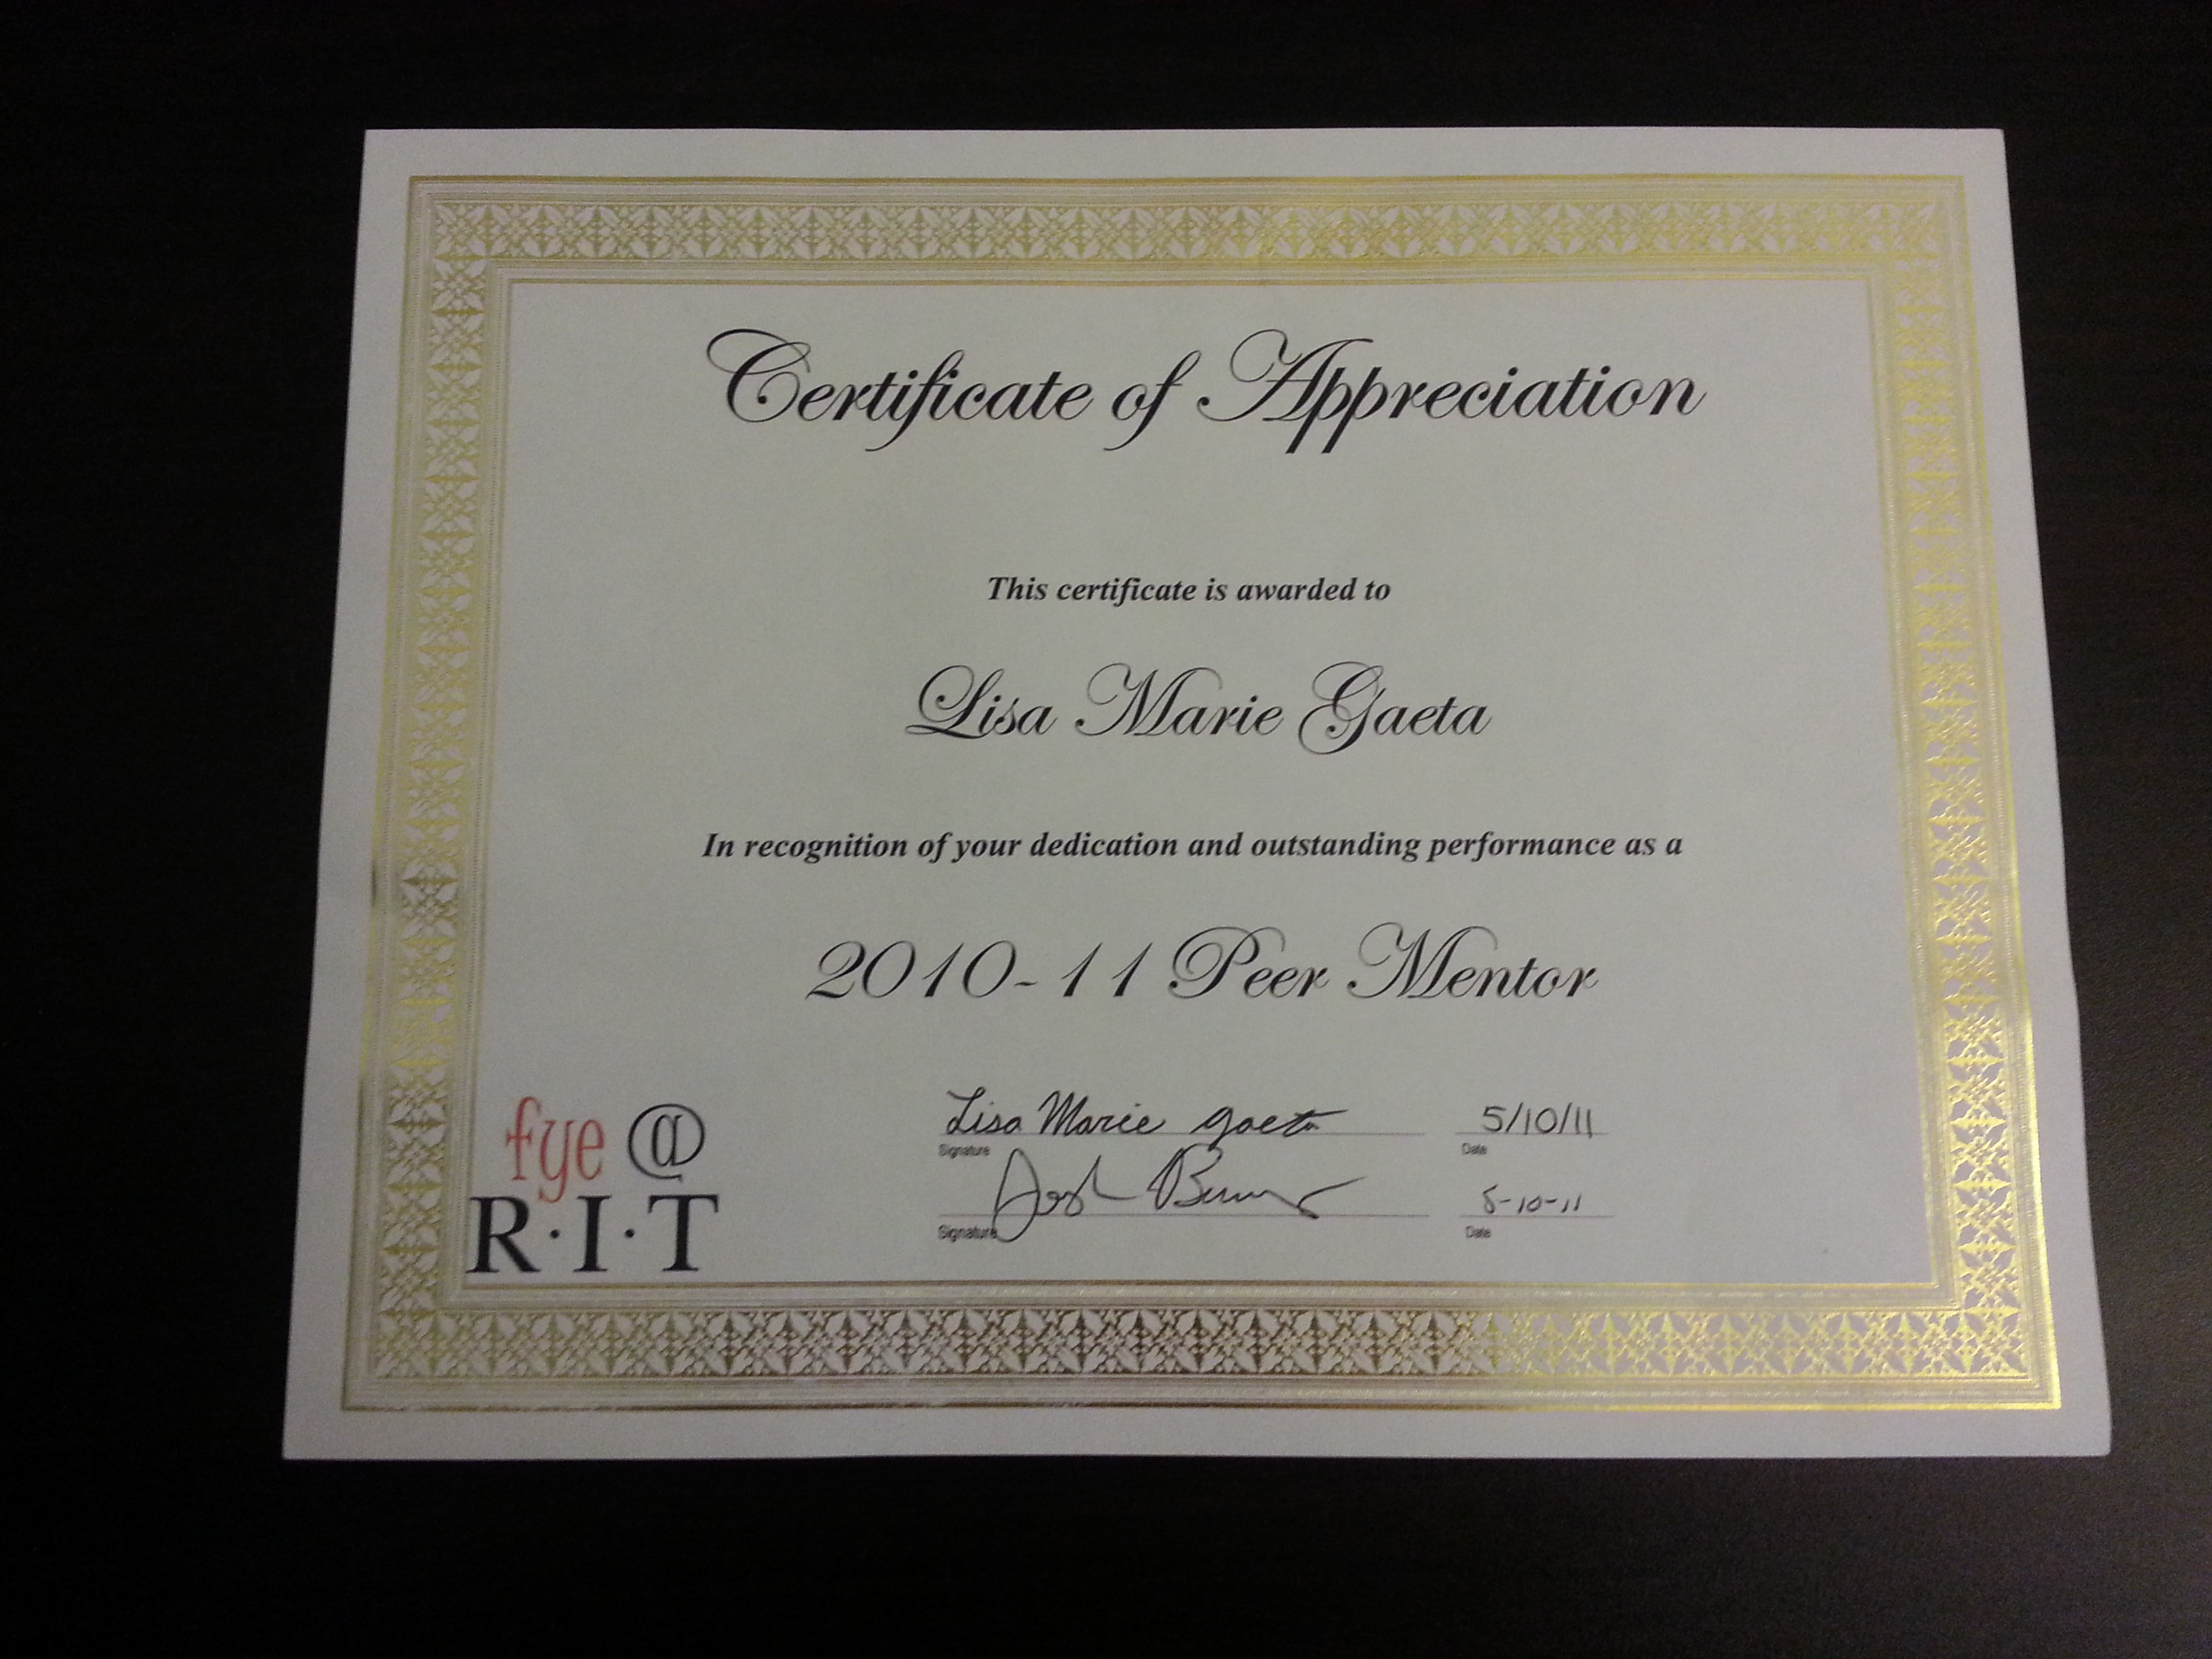 Certificate of Appreciation
This certificate is awarded to
Lisa Marie Gaeta
In recognition of your dedication and outstanding performance as a
2010-11 Peer Mentor
fye @
R·I·T
Lisa Marie Gaeta 5/10/11
Signature Date
Josh 5-10-11
Signature Date